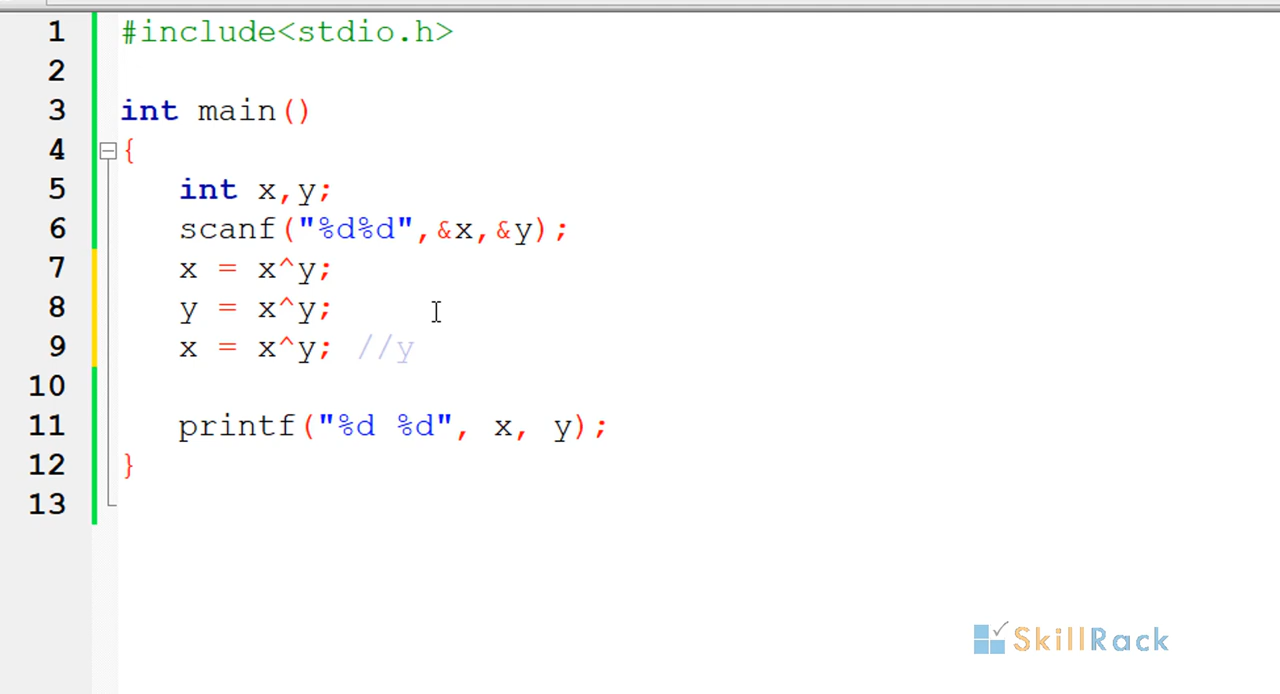 1 #include<stdio.h>
2
3 int main()
4 {
5 int x,y;
6 scanf("%d%d",&x,&y);
7 x = x^y;
8 y = x^y;
9 x = x^y; //y
10
11 printf("%d %d", x, y);
12 }
13
SkillRack